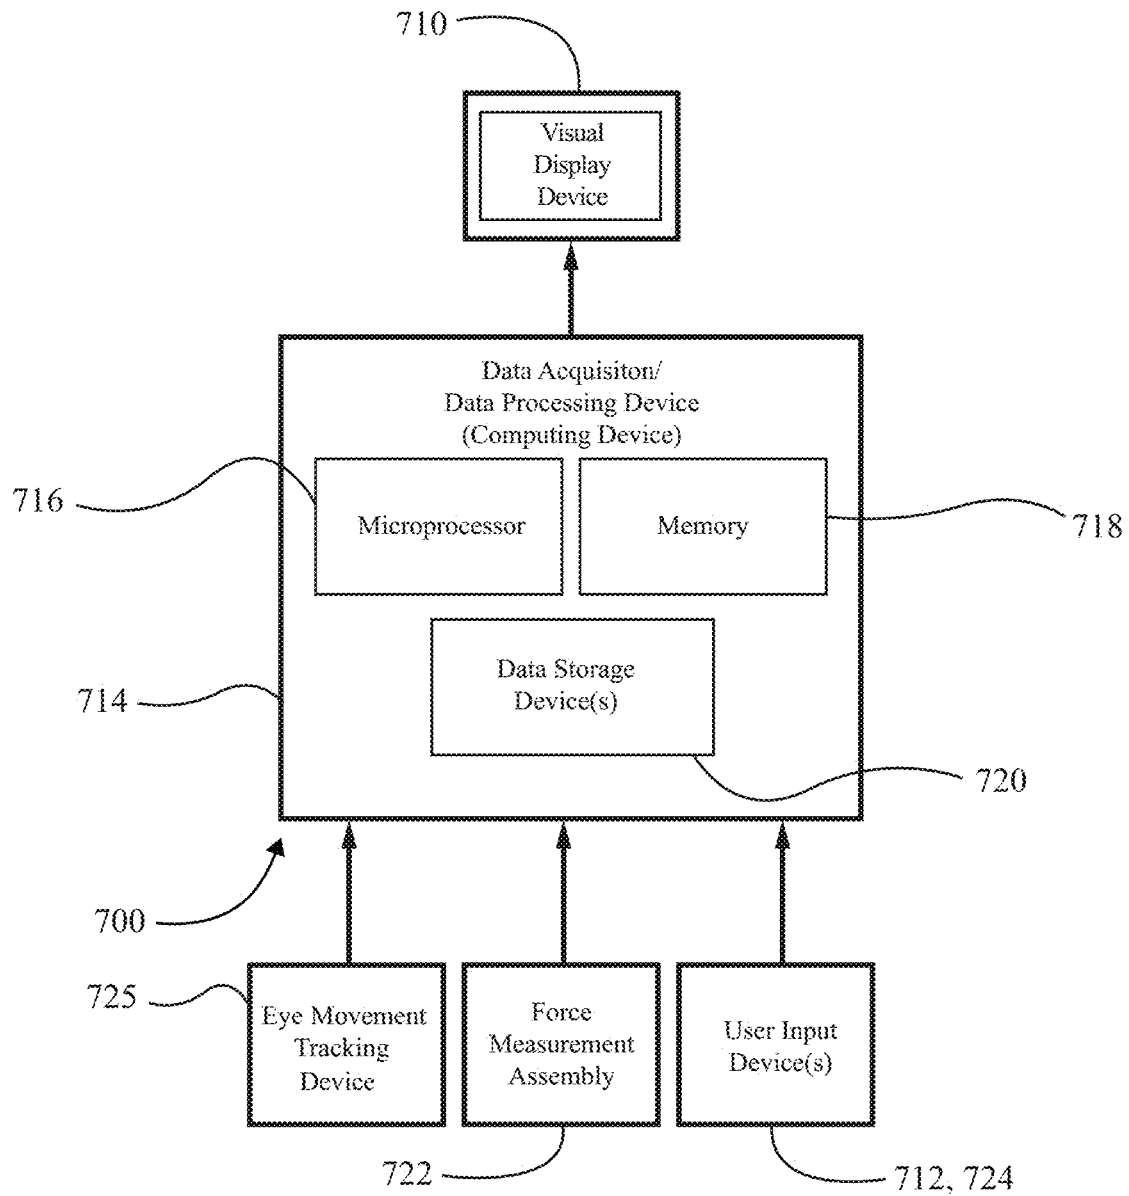 710
Visual
Display
Device
Data Acquisiton/
Data Processing Device
(Computing Device)
716
Microprocessor
Memory
718
Data Storage
Device(s)
714
720
700
725
Eye Movement
Tracking
Device
Force
Measurement
Assembly
User Input
Device(s)
722
712, 724